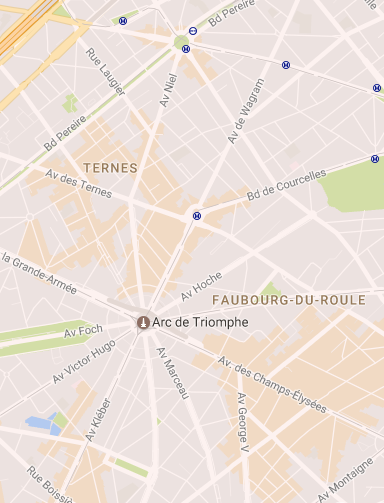 Bd Pereire
Rue Laugier
Av Niel
Av de Wagram
Bd Pereire
TERNES
Av des Ternes
Bd de Courcelles
la Grande-Armée
Av Hoche
FAUBOURG-DU-ROULE
Arc de Triomphe
Av Foch
Av Victor Hugo
Av Marceau
Av. des Champs-Élysées
Av Kléber
Av George V
Av Montaigne
Rue Boissiè